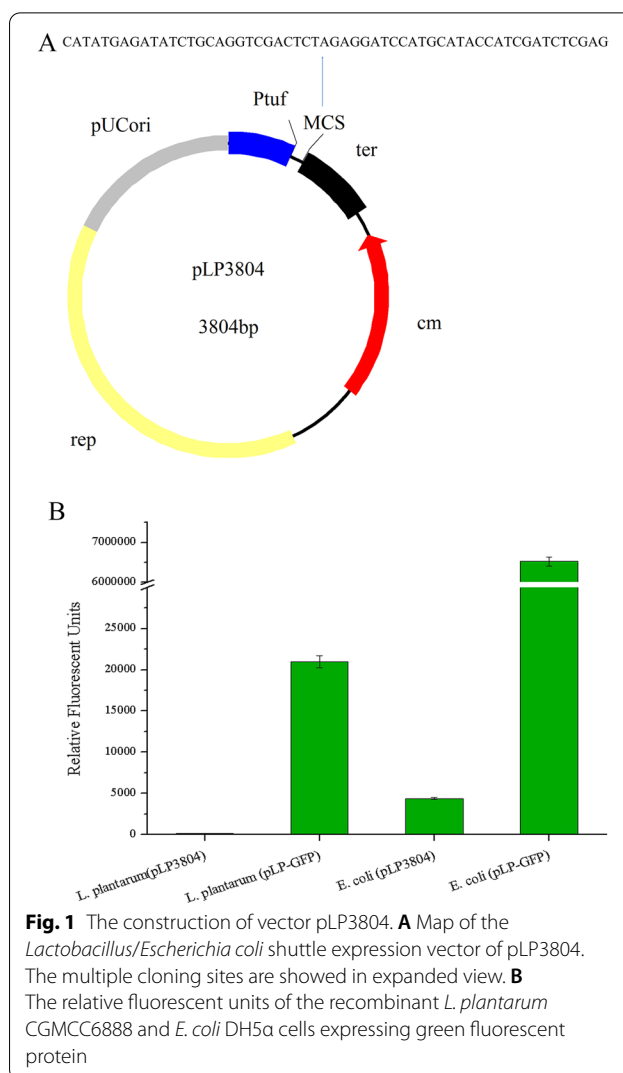 A CATATGAGATATCTGCAGGTCGACTCTAGAGGATCCATGCATACCATCGATCTCGAG
Ptuf
pUCori
MCS
ter
pLP3804
3804bp
cm
rep
B
7000000
6000000
25000
20000
15000
10000
5000
0
Relative Fluorescent Units
L. plantarum(pLP3804)
L. plantarum (pLP-GFP)
E. coli (pLP3804)
E. coli (pLP-GFP)
Fig. 1 The construction of vector pLP3804. A Map of the
Lactobacillus/Escherichia coli shuttle expression vector of pLP3804.
The multiple cloning sites are showed in expanded view. B
The relative fluorescent units of the recombinant L. plantarum
CGMCC6888 and E. coli DH5α cells expressing green fluorescent
protein